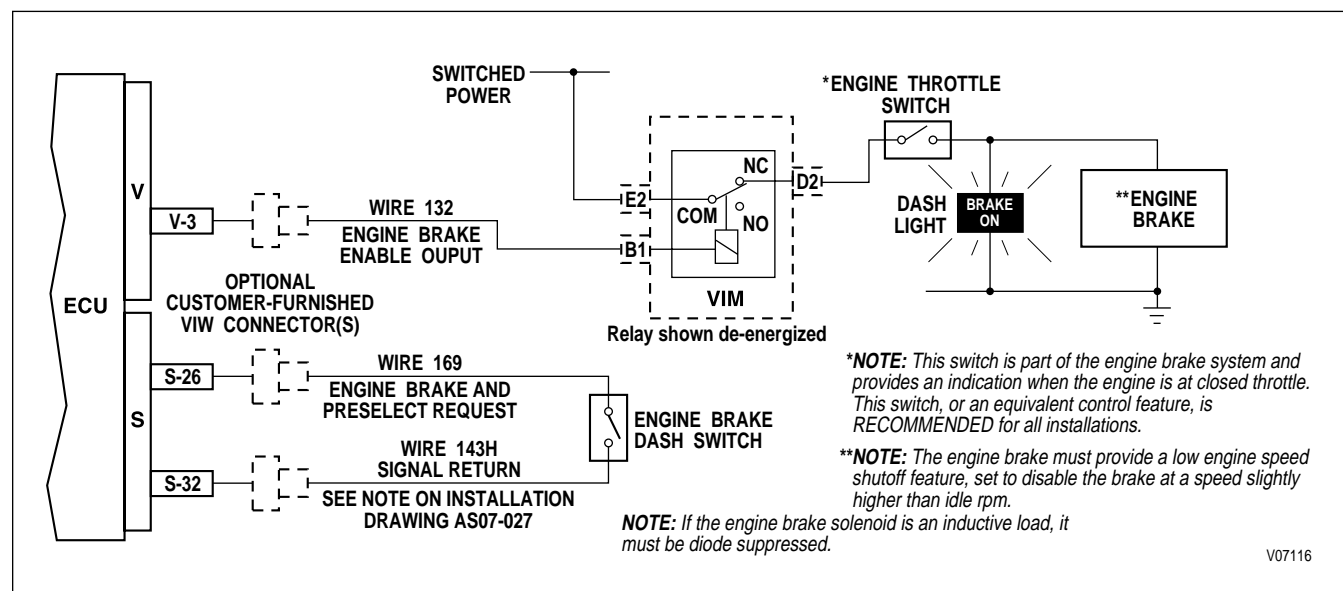 SWITCHED
POWER
*ENGINE THROTTLE
SWITCH
V
V-3
WIRE 132
ENGINE BRAKE
ENABLE OUPUT
E2
B1
COM
NC
NO
D2
VIM
Relay shown de-energized
DASH
LIGHT
BRAKE
ON
**ENGINE
BRAKE
ECU
OPTIONAL
CUSTOMER-FURNISHED
VIW CONNECTOR(S)
S
S-26
WIRE 169
ENGINE BRAKE AND
PRESELECT REQUEST
ENGINE BRAKE
DASH SWITCH
S-32
WIRE 143H
SIGNAL RETURN
SEE NOTE ON INSTALLATION
DRAWING AS07-027
*NOTE: This switch is part of the engine brake system and
provides an indication when the engine is at closed throttle.
This switch, or an equivalent control feature, is
RECOMMENDED for all installations.
**NOTE: The engine brake must provide a low engine speed
shutoff feature, set to disable the brake at a speed slightly
higher than idle rpm.
NOTE: If the engine brake solenoid is an inductive load, it
must be diode suppressed.
V07116